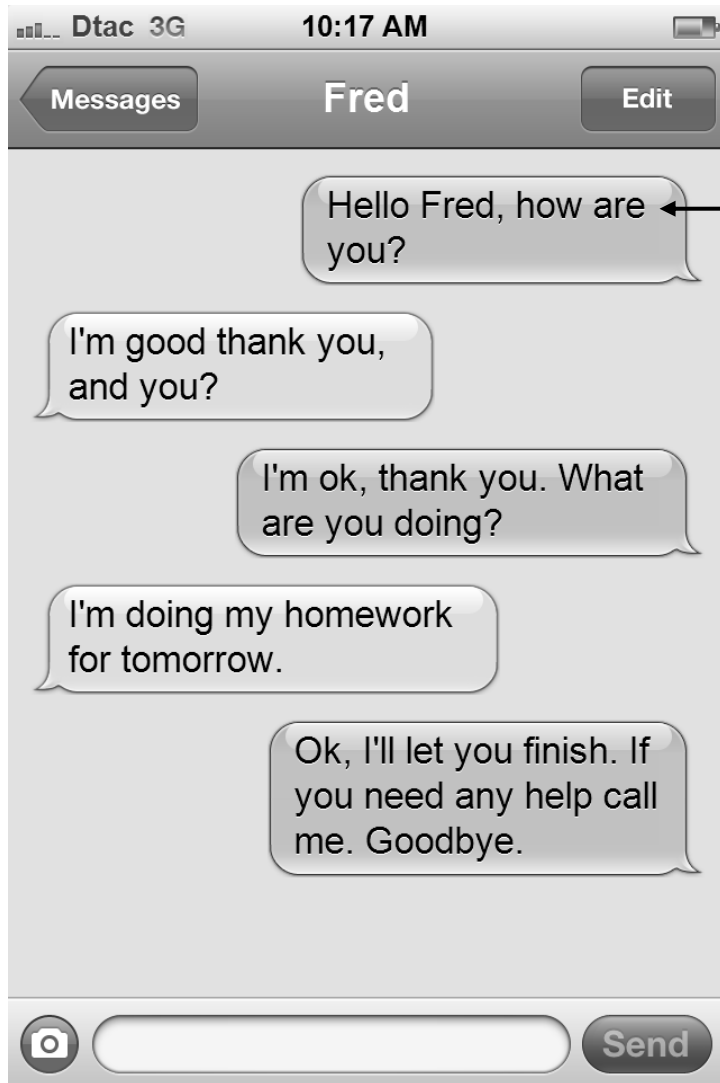 Dtac 3G 10:17 AM
Messages Fred Edit
Hello Fred, how are
you?
I'm good thank you,
and you?
I'm ok, thank you. What
are you doing?
I'm doing my homework
for tomorrow.
Ok, I'll let you finish. If
you need any help call
me. Goodbye.
Send